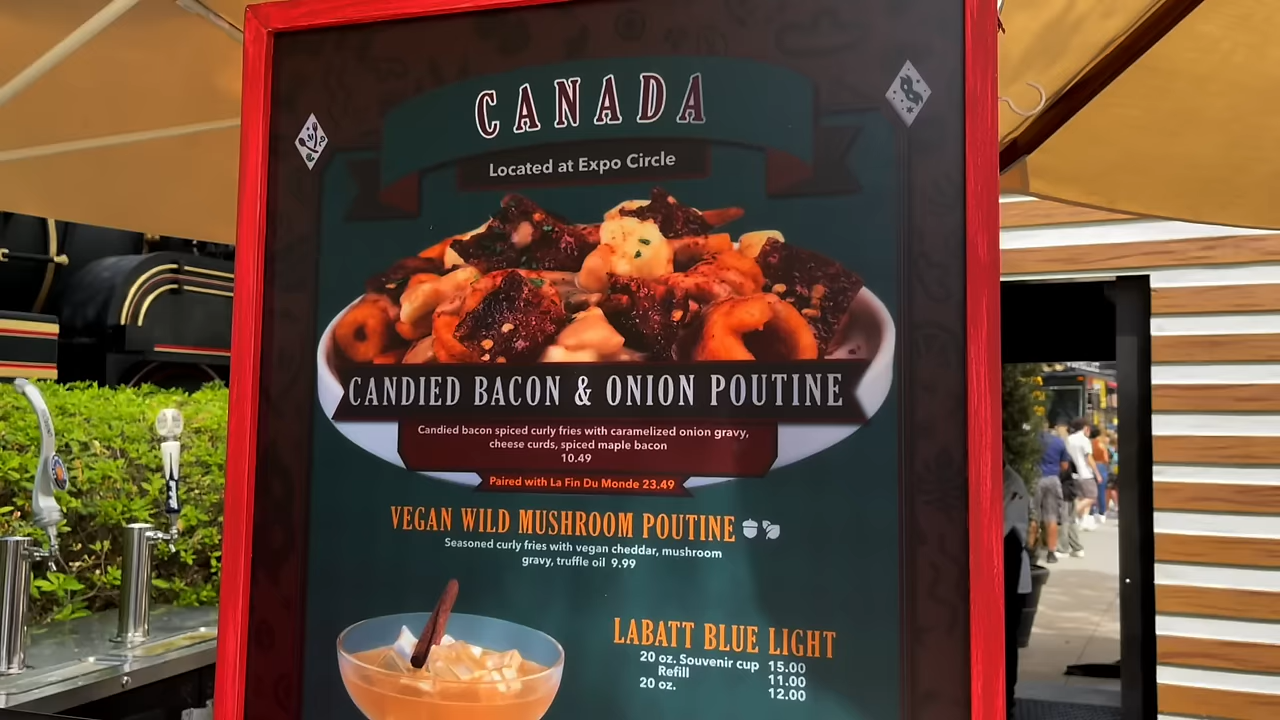 CANADA
Located at Expo Circle
CANDIED BACON & ONION POUTINE
Candied bacon spiced curly fries with caramelized onion gravy,
cheese curds, spiced maple bacon
10.49
Paired with La Fin Du Monde 23.49
VEGAN WILD MUSHROOM POUTINE
Seasoned curly fries with vegan cheddar, mushroom
gravy, truffle oil 9.99
LABATT BLUE LIGHT
20 oz. Souvenir cup 15.00
Refill 11.00
20 oz. 12.00